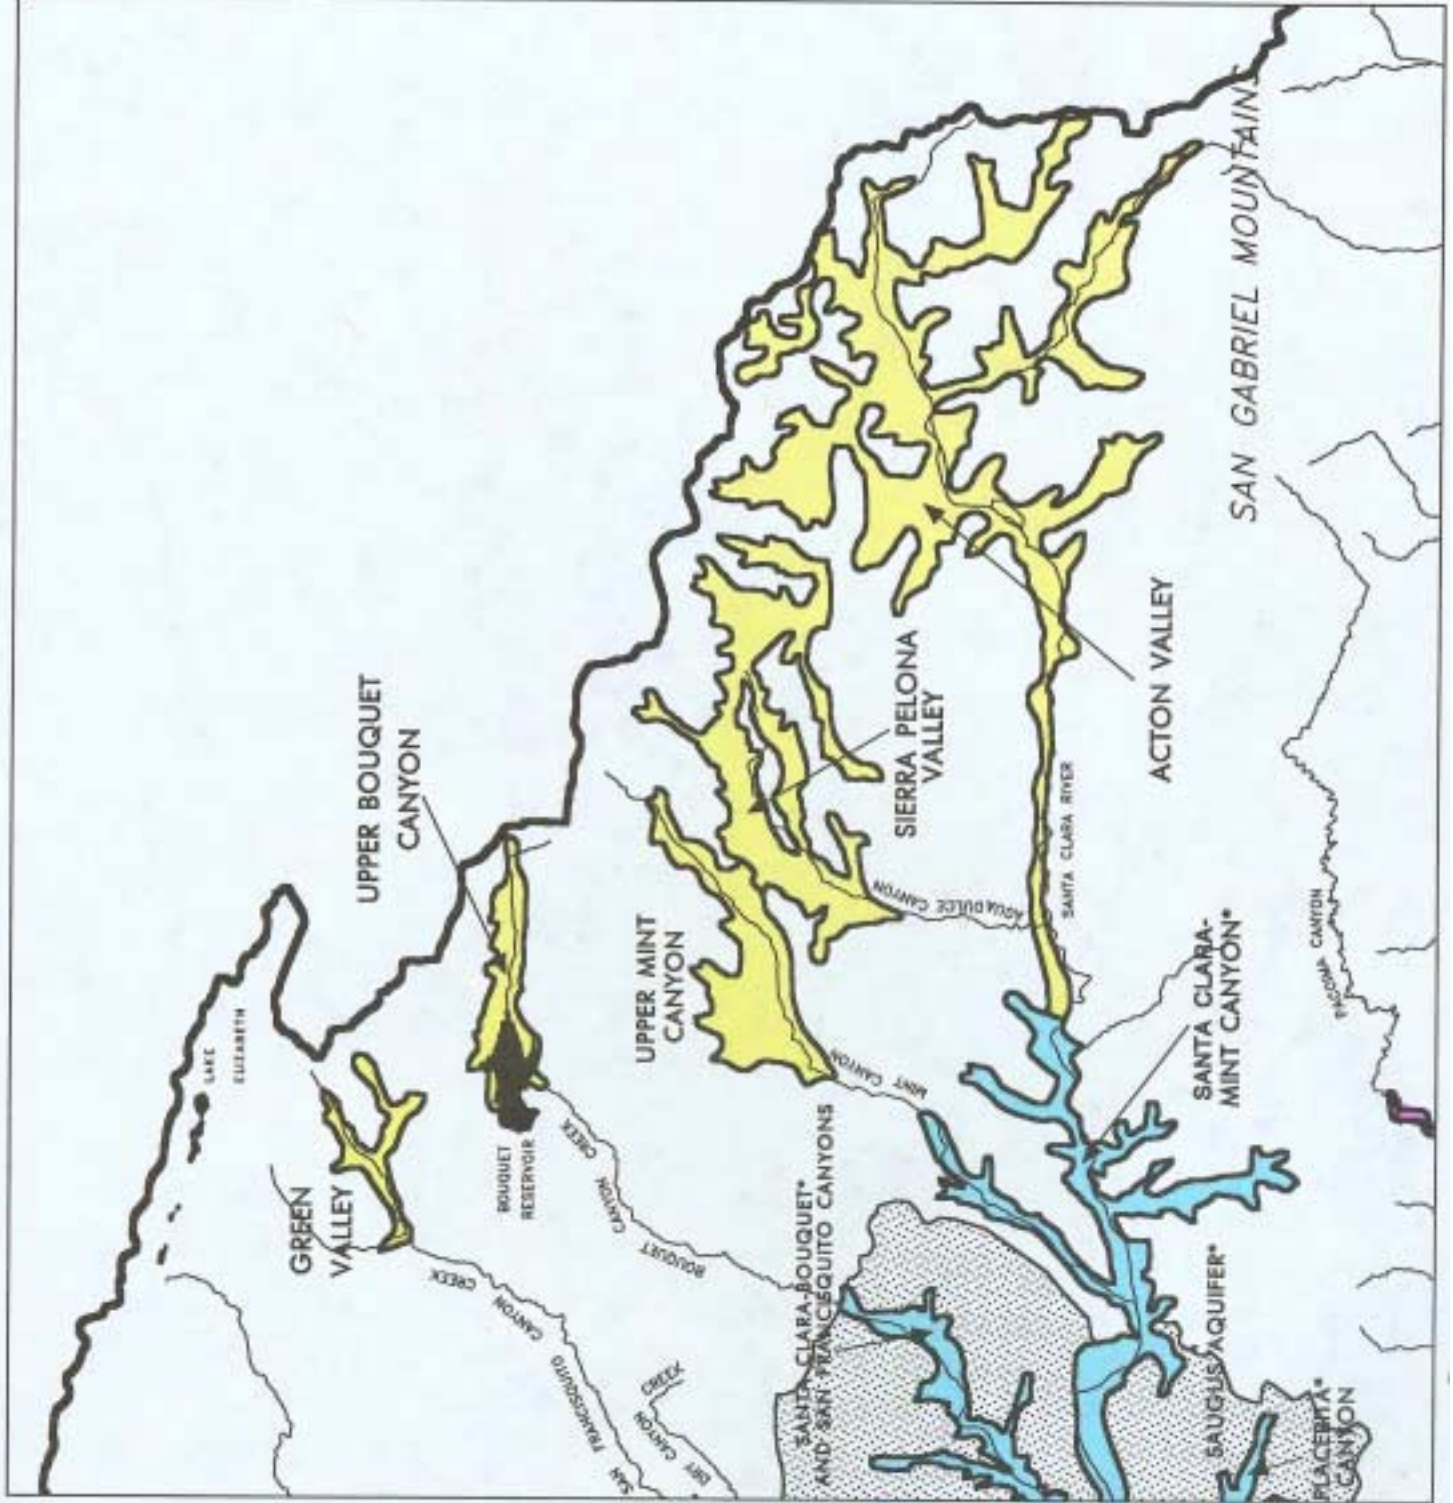 LAKE
ELIZABETH
GREEN
VALLEY
UPPER BOUQUET
CANYON
BOUQUET
RESERVOIR
SAN FRANCISQUITO CANYON CREEK
DRY CANYON CREEK
BOUQUET CANYON CREEK
UPPER MINT
CANYON
MINT CANYON
SIERRA PELONA
VALLEY
AGUA DULCE CANYON
ACTON VALLEY
SANTA CLARA RIVER
SANTA CLARA-BOUQUET*
AND SAN FRANCISQUITO CANYONS
SANTA CLARA-
MINT CANYON*
SAUGUS AQUIFER*
PLACERITA*
CANYON
PACOIMA CANYON
SAN GABRIEL MOUNTAINS